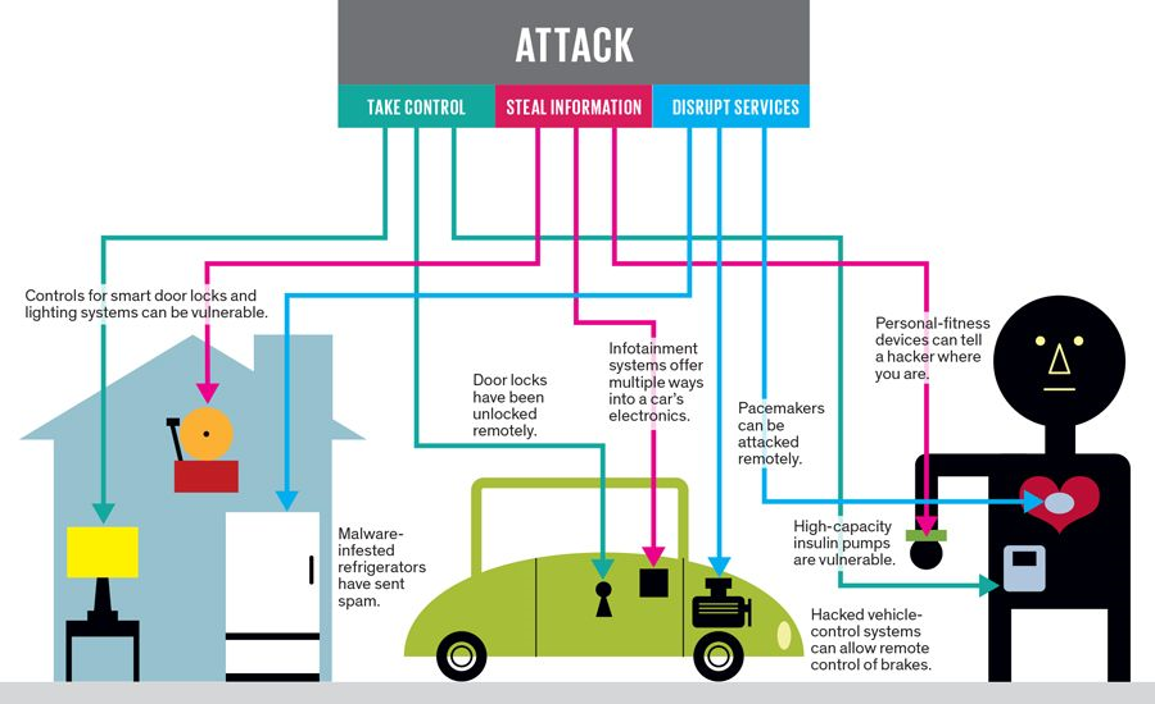 ATTACK
TAKE CONTROL
STEAL INFORMATION
DISRUPT SERVICES
Controls for smart door locks and
lighting systems can be vulnerable.
Door locks
have been
unlocked
remotely.
Infotainment
systems offer
multiple ways
into a car’s
electronics.
Personal-fitness
devices can tell
a hacker where
you are.
Pacemakers
can be
attacked
remotely.
Malware-
infested
refrigerators
have sent
spam.
High-capacity
insulin pumps
are vulnerable.
Hacked vehicle-
control systems
can allow remote
control of brakes.